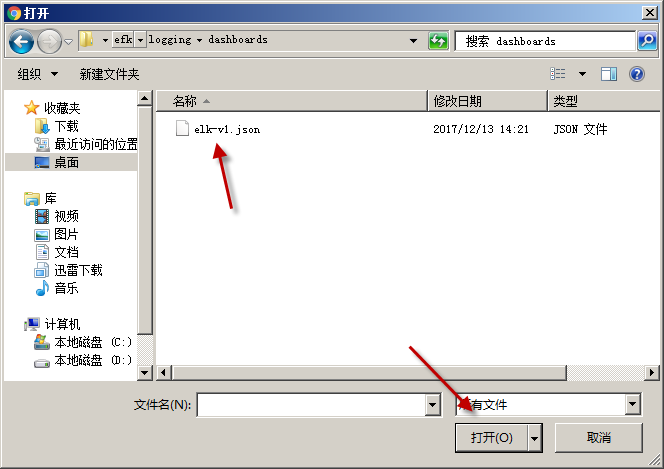 打开
efk logging dashboards
搜索 dashboards
组织 新建文件夹
名称 修改日期 类型
收藏夹
下载
最近访问的位置
桌面
库
视频
图片
文档
迅雷下载
音乐
计算机
本地磁盘 (C:)
本地磁盘 (D:)
elk-v1.json 2017/12/13 14:21 JSON 文件
文件名(N): 有文件
打开(O) 取消